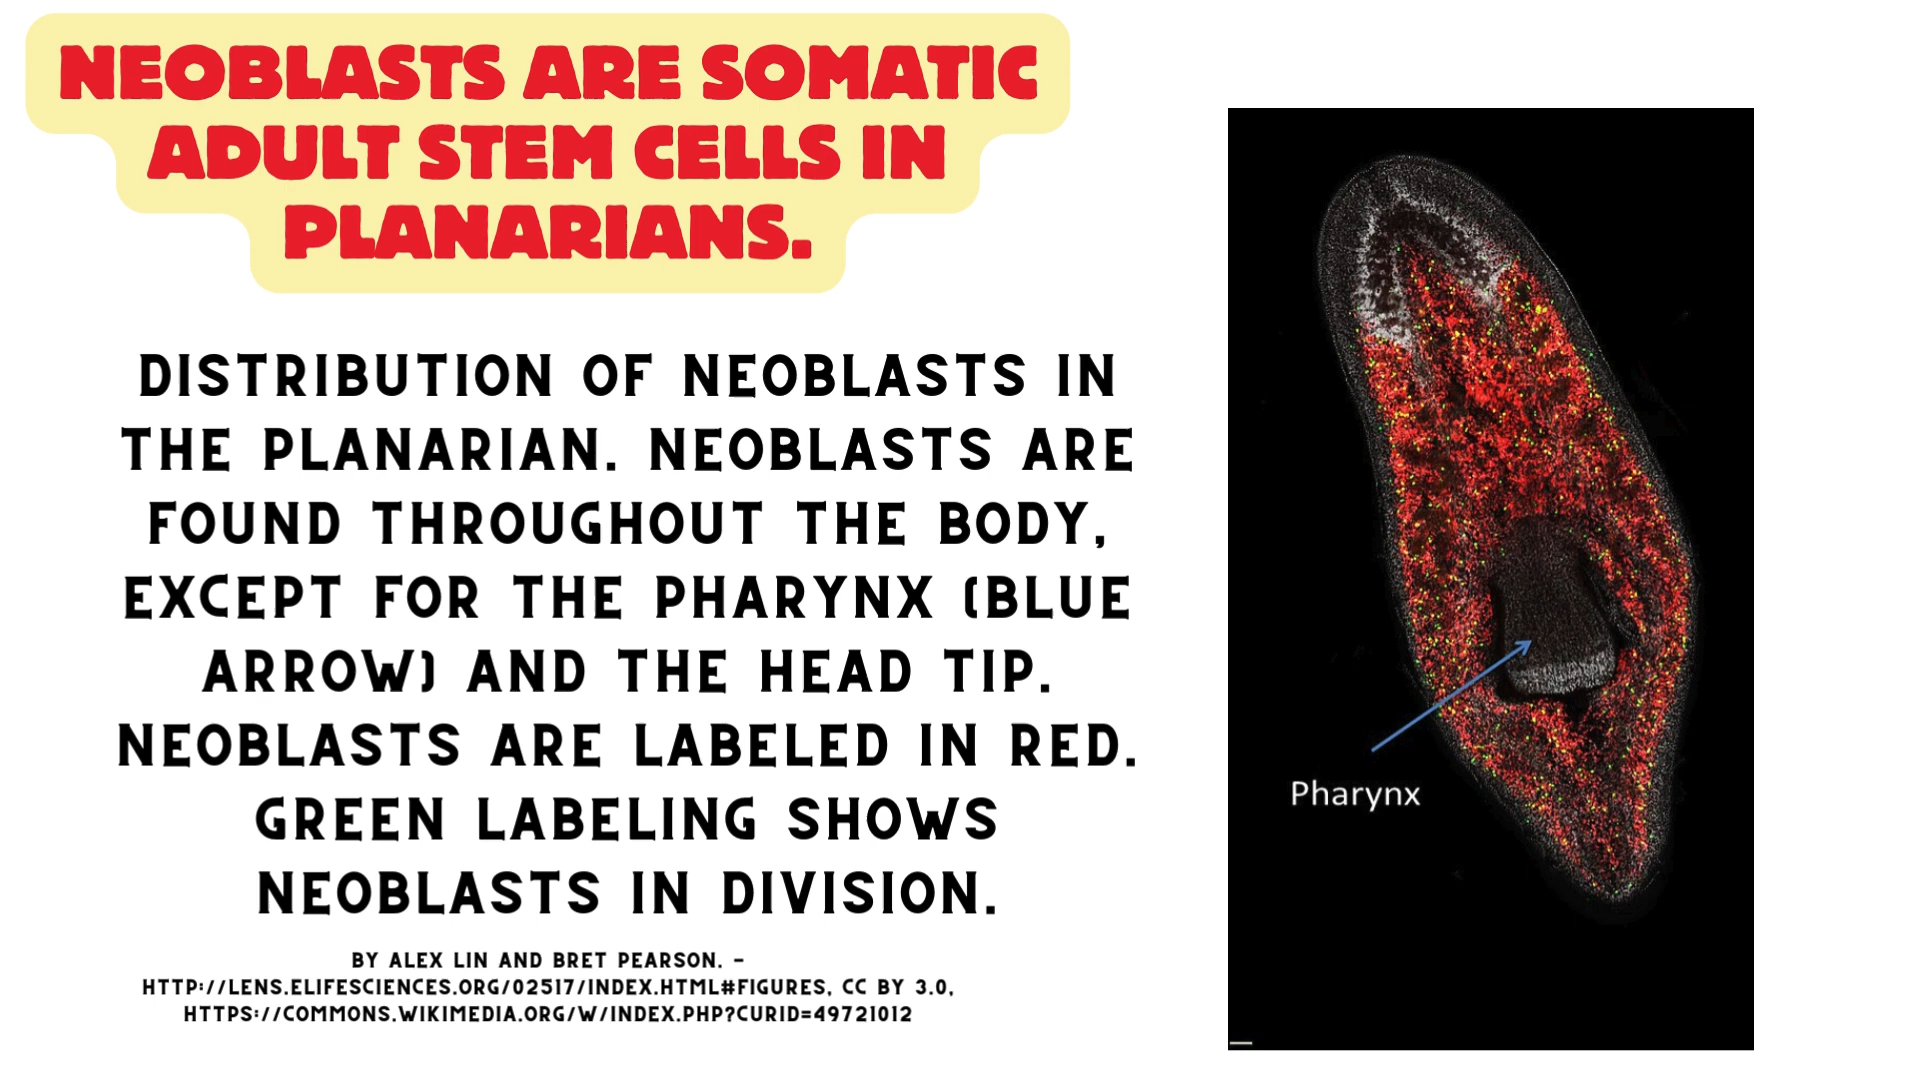 NEOBLASTS ARE SOMATIC
ADULT STEM CELLS IN
PLANARIANS.
DISTRIBUTION OF NEOBLASTS IN
THE PLANARIAN. NEOBLASTS ARE
FOUND THROUGHOUT THE BODY,
EXCEPT FOR THE PHARYNX (BLUE
ARROW) AND THE HEAD TIP.
NEOBLASTS ARE LABELED IN RED.
GREEN LABELING SHOWS
NEOBLASTS IN DIVISION.
BY ALEX LIN AND BRET PEARSON. -
HTTP://LENS.ELIFESCIENCES.ORG/02517/INDEX.HTML#FIGURES, CC BY 3.0,
HTTPS://COMMONS.WIKIMEDIA.ORG/W/INDEX.PHP?CURID=49721012
Pharynx